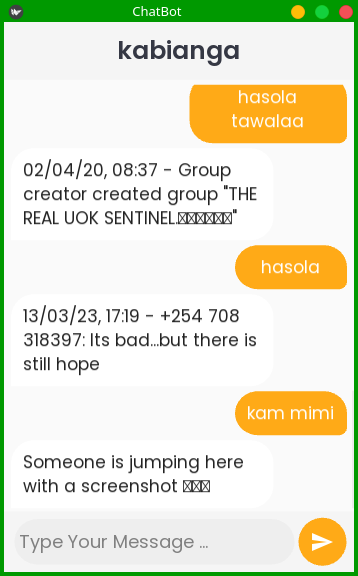 ChatBot
kabianga
hasola
tawalaa
02/04/20, 08:37 - Group
creator created group "THE
REAL UOK SENTINEL.□□□□□□"
hasola
13/03/23, 17:19 - +254 708
318397: Its bad...but there is
still hope
kam mimi
Someone is jumping here
with a screenshot □□□
Type Your Message ...